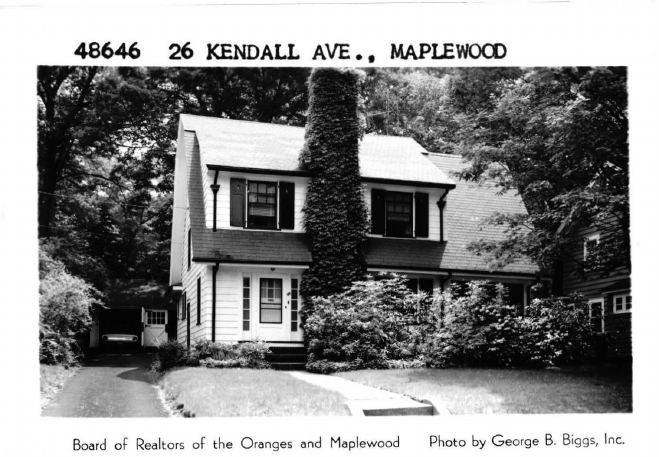 48646 26 KENDALL AVE., MAPLEWOOD
Board of Realtors of the Oranges and Maplewood Photo by George B. Biggs, Inc.